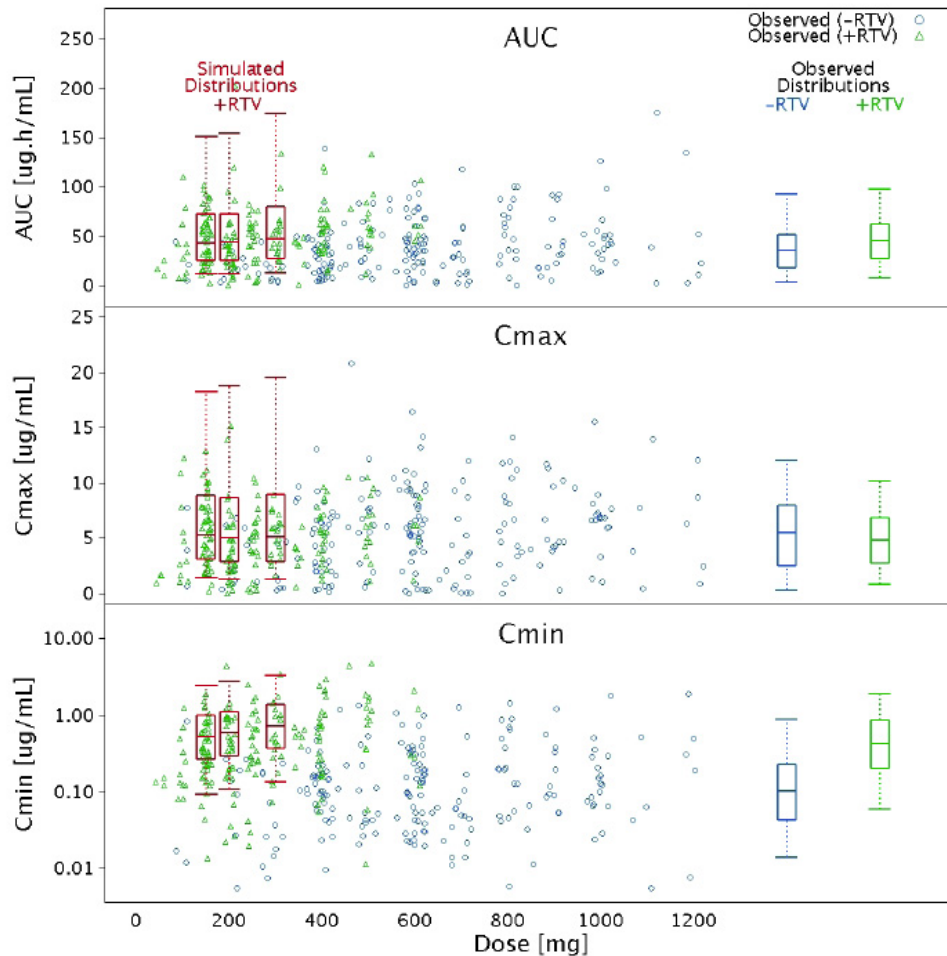 AUC
Observed (−RTV)
Observed (+RTV)
Simulated
Distributions
+RTV
Observed
Distributions
−RTV +RTV
AUC [ug.h/mL]
250
200
150
100
50
0
Cmax
Cmax [ug/mL]
25
20
15
10
5
0
Cmin
Cmin [ug/mL]
10.00
1.00
0.10
0.01
0 200 400 600 800 1000 1200
Dose [mg]